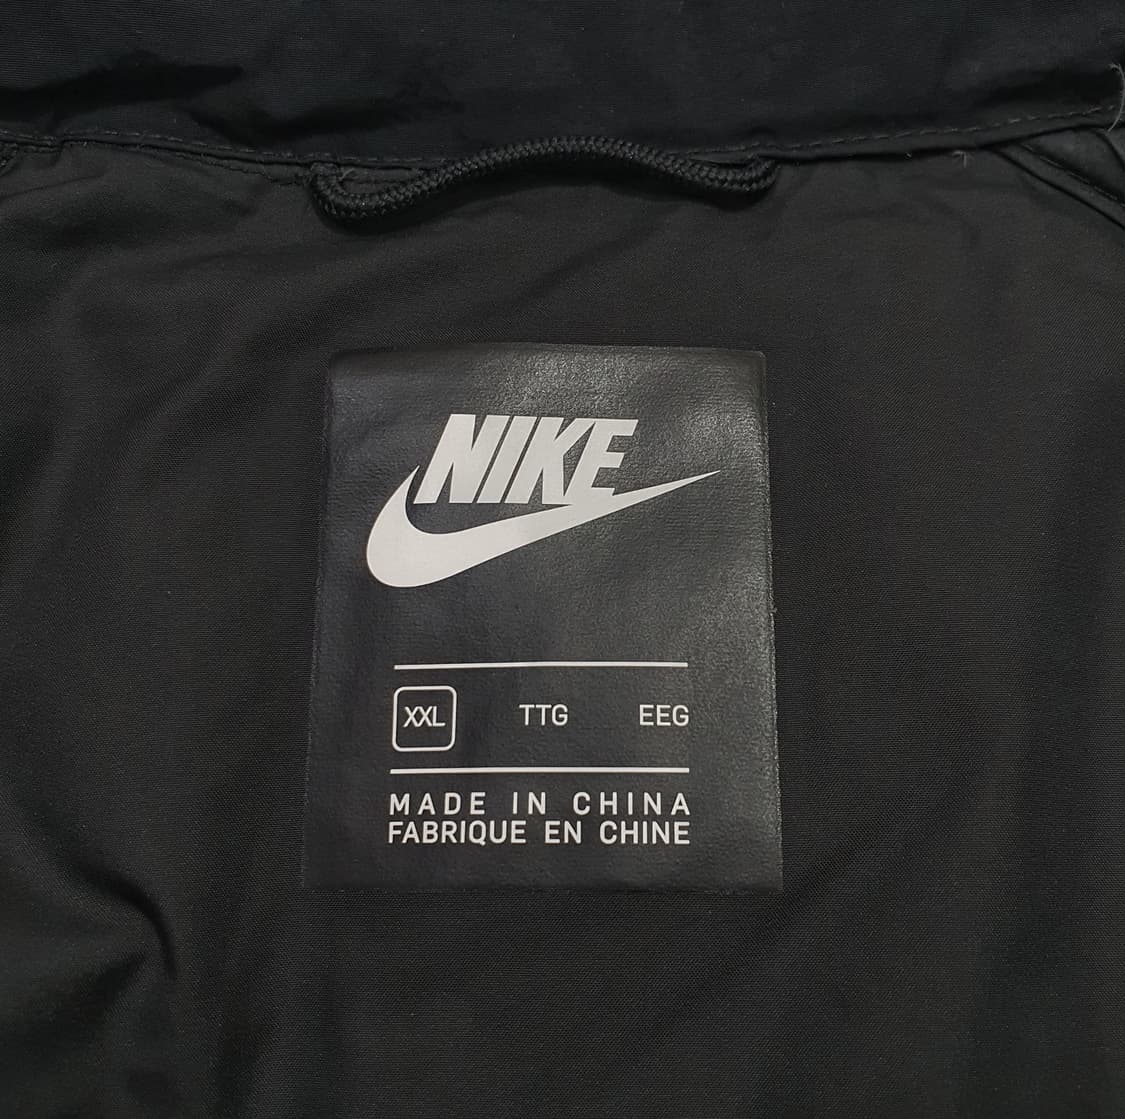 NIKE
XXL TTG EEG
MADE IN CHINA
FABRIQUE EN CHINE